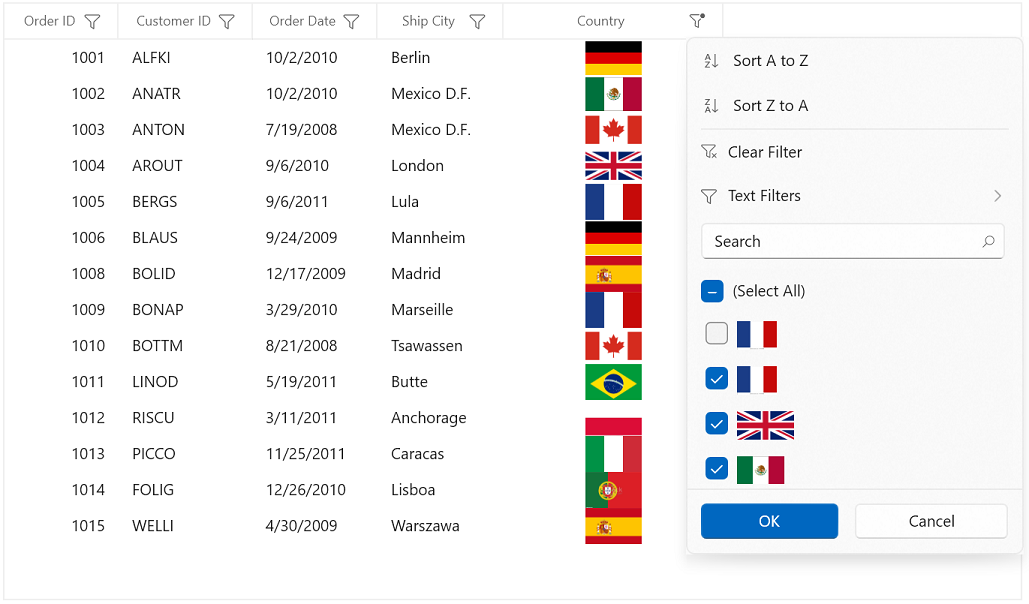 Order ID Customer ID Order Date Ship City Country
1001 ALFKI 10/2/2010 Berlin
1002 ANATR 10/2/2010 Mexico D.F.
1003 ANTON 7/19/2008 Mexico D.F.
1004 AROUT 9/6/2010 London
1005 BERGS 9/6/2011 Lula
1006 BLAUS 9/24/2009 Mannheim
1008 BOLID 12/17/2009 Madrid
1009 BONAP 3/29/2010 Marseille
1010 BOTTM 8/21/2008 Tsawassen
1011 LINOD 5/19/2011 Butte
1012 RISCU 3/11/2011 Anchorage
1013 PICCO 11/25/2011 Caracas
1014 FOLIG 12/26/2010 Lisboa
1015 WELLI 4/30/2009 Warszawa
Sort A to Z
Sort Z to A
Clear Filter
Text Filters
Search
(Select All)
OK Cancel